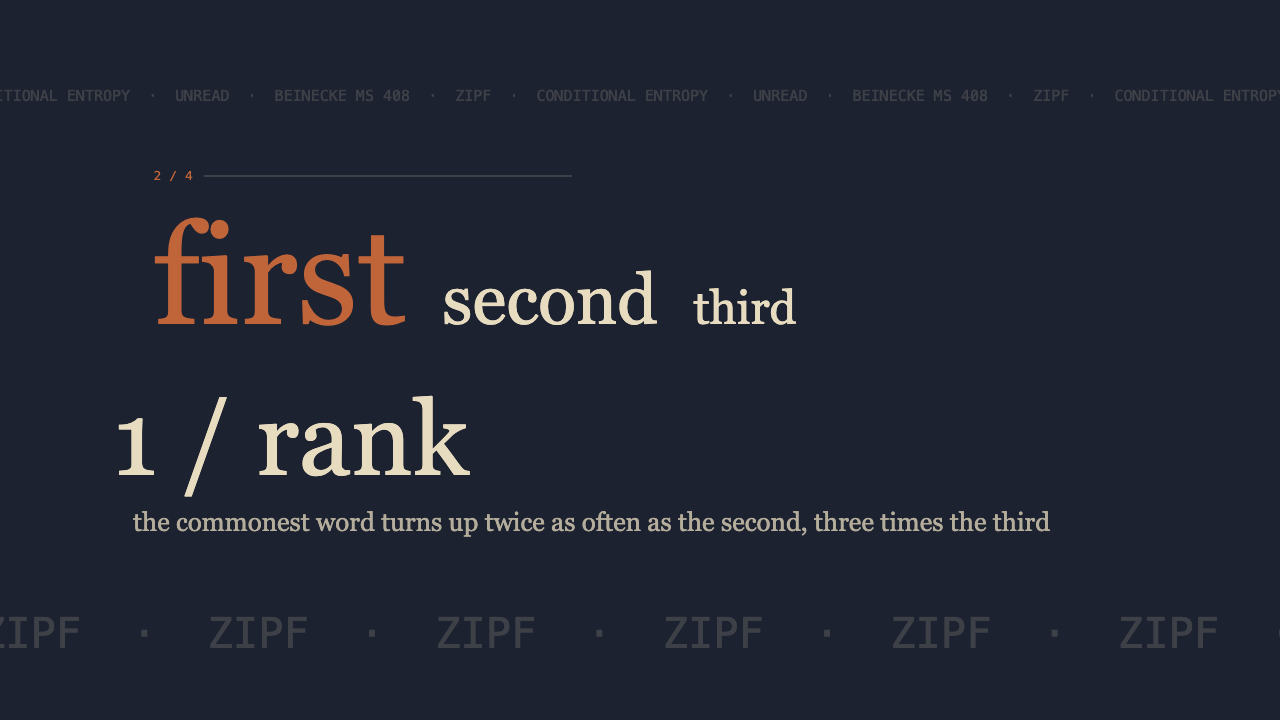 ITIONAL ENTROPY · UNREAD · BEINECKE MS 408 · ZIPF · CONDITIONAL ENTROPY · UNREAD · BEINECKE MS 408 · ZIPF · CONDITIONAL ENTROPY
2 / 4
first second third
1 / rank
the commonest word turns up twice as often as the second, three times the third
ZIPF · ZIPF · ZIPF · ZIPF · ZIPF · ZIPF